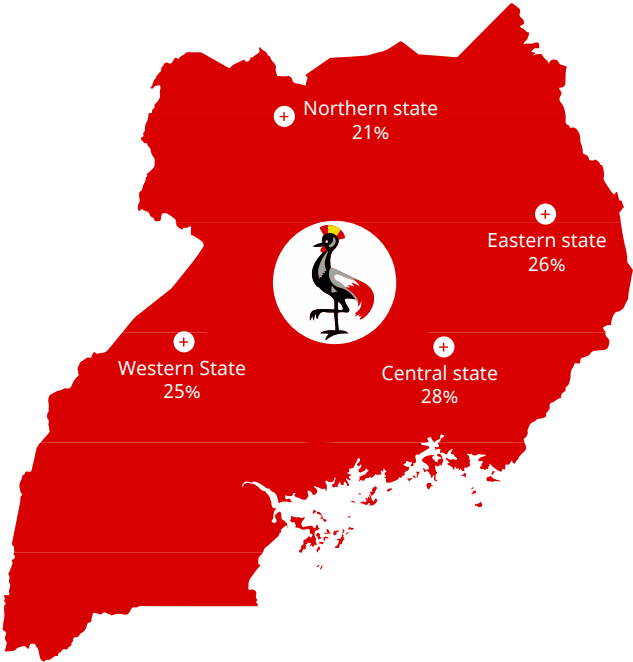 Northern state
21%
Eastern state
26%
Western State
25%
Central state
28%